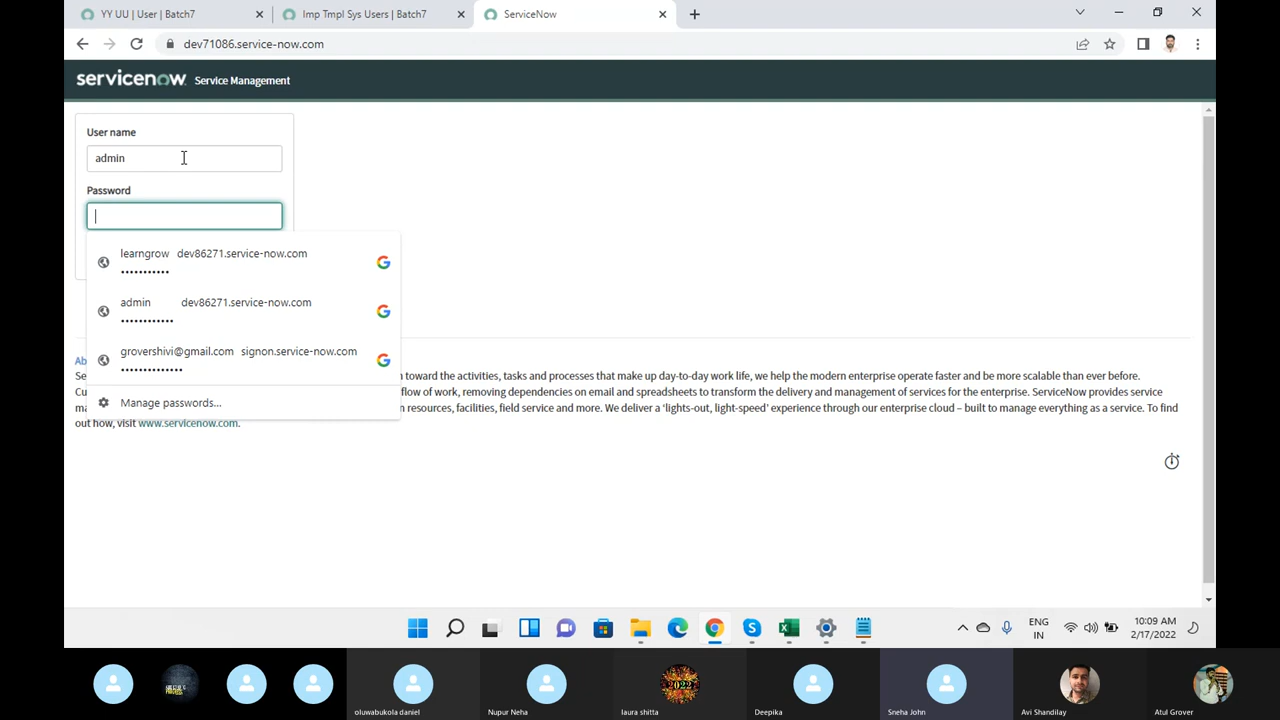 YY UU | User | Batch7
Imp Tmpl Sys Users | Batch7
ServiceNow
dev71086.service-now.com
servicenow Service Management
User name
admin
Password
learngrow dev86271.service-now.com
•••••••••••
admin dev86271.service-now.com
••••••••••••
grovershivi@gmail.com signon.service-now.com
••••••••••••••
Manage passwords...
Ab
Se n toward the activities, tasks and processes that make up day-to-day work life, we help the modern enterprise operate faster and be more scalable than ever before.
Cu flow of work, removing dependencies on email and spreadsheets to transform the delivery and management of services for the enterprise. ServiceNow provides service
ma n resources, facilities, field service and more. We deliver a 'lights-out, light-speed' experience through our enterprise cloud – built to manage everything as a service. To find
out how, visit www.servicenow.com.
ENG
IN
10:09 AM
2/17/2022
2022
oluwabukola daniel
Nupur Neha
laura shitta
Deepika
Sneha John
Avi Shandilay
Atul Grover